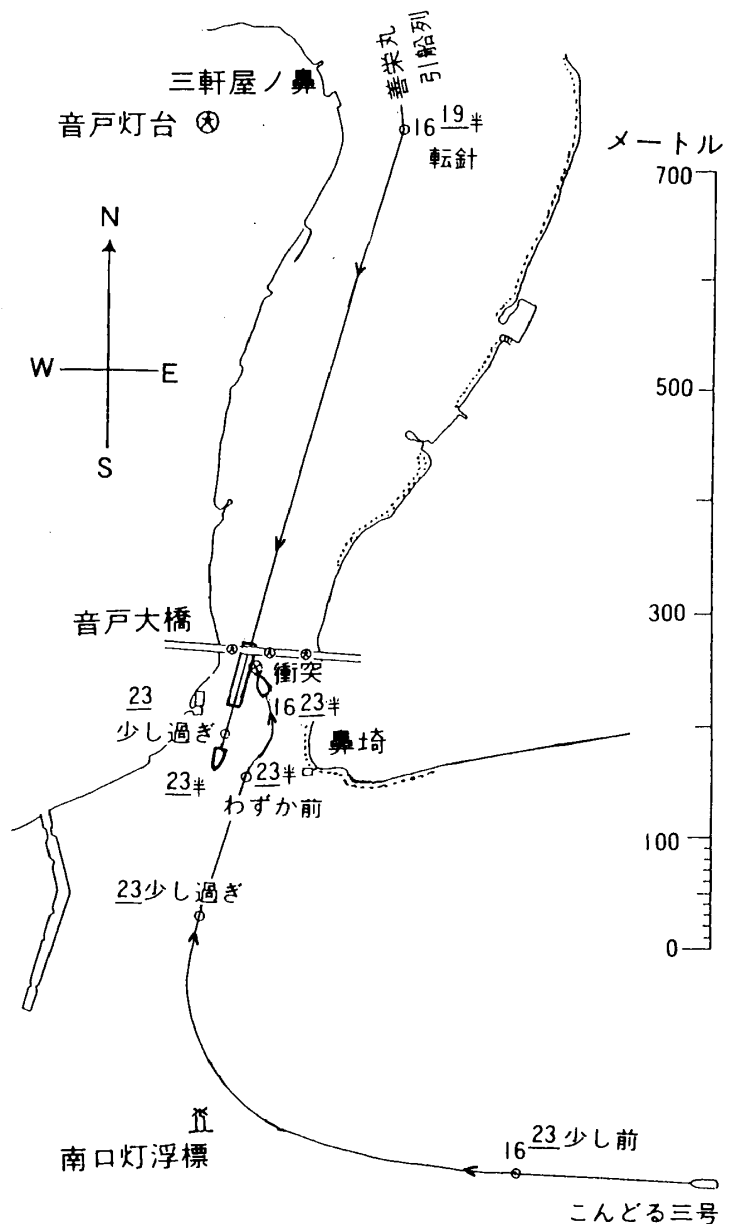 善栄丸
引船列
三軒屋ノ鼻
音戸灯台
16 19半
転針
メートル
700
N
W
E
S
500
300
音戸大橋
衝突
16 23半
23
少し過ぎ
鼻埼
23半
23半
わずか前
100
23少し過ぎ
0
16 23少し前
南口灯浮標
こんどる三号